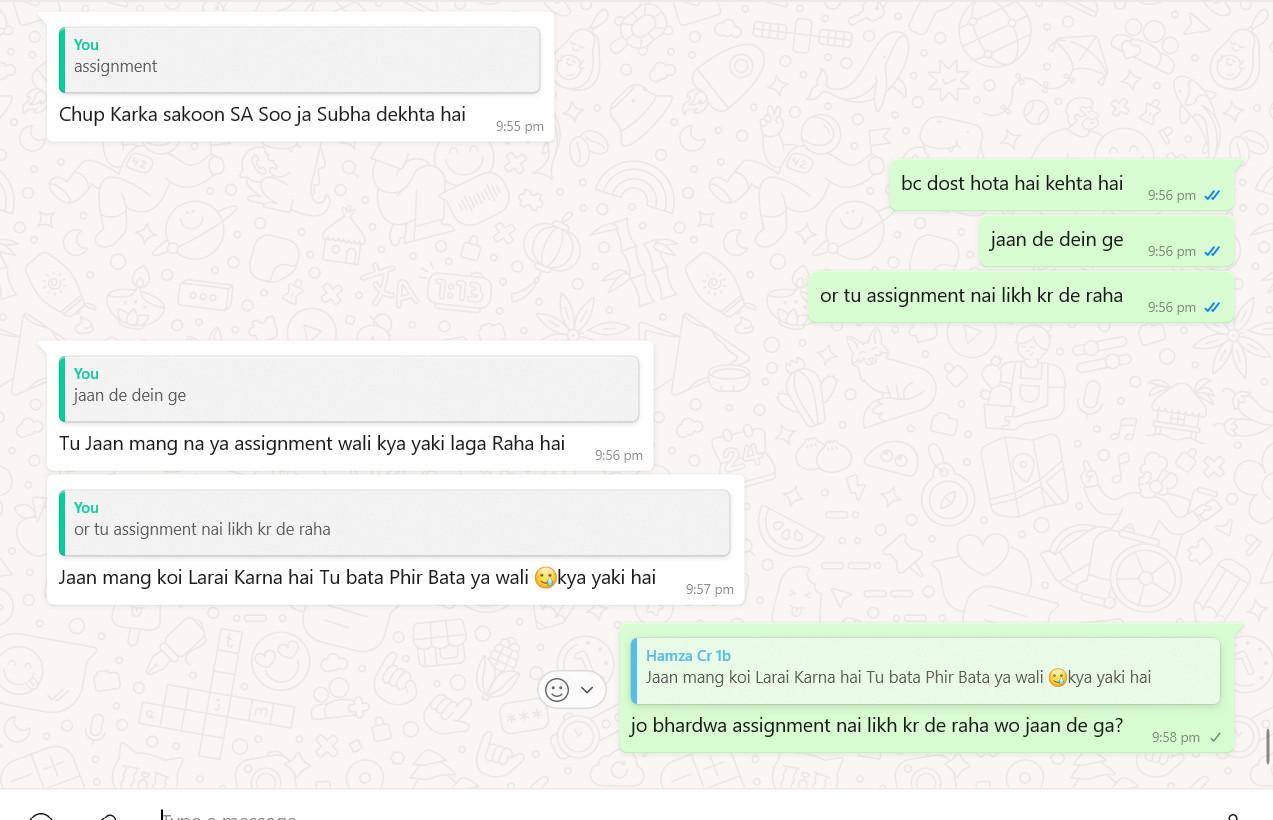 You
assignment
Chup Karka sakoon SA Soo ja Subha dekhta hai
9:55 pm
bc dost hota hai kehta hai
9:56 pm
jaan de dein ge
9:56 pm
or tu assignment nai likh kr de raha
9:56 pm
You
jaan de dein ge
Tu Jaan mang na ya assignment wali kya yaki laga Raha hai
9:56 pm
You
or tu assignment nai likh kr de raha
Jaan mang koi Larai Karna hai Tu bata Phir Bata ya wali 🥲kya yaki hai
9:57 pm
Hamza Cr 1b
Jaan mang koi Larai Karna hai Tu bata Phir Bata ya wali 🥲kya yaki hai
jo bhardwa assignment nai likh kr de raha wo jaan de ga?
9:58 pm
Type a message